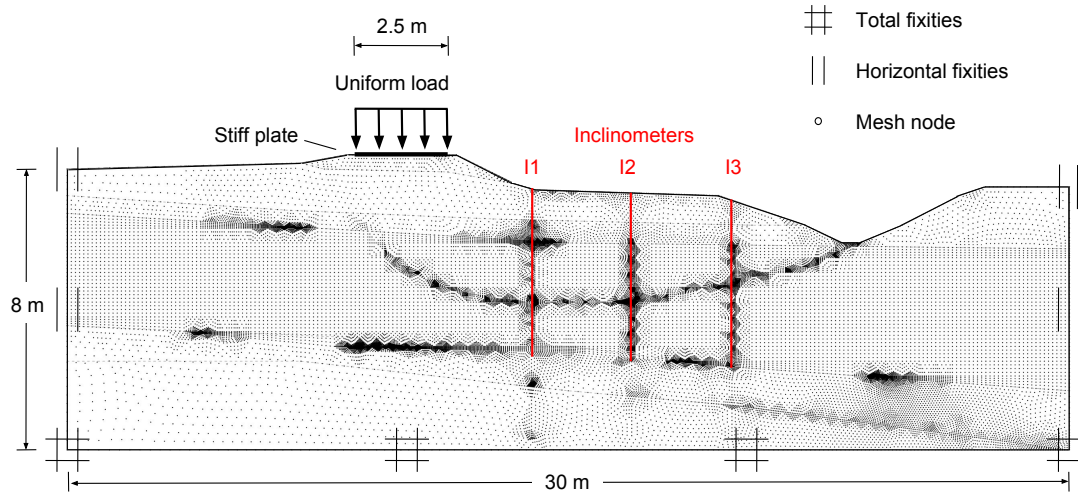 2.5 m
Total fixities
Uniform load
Horizontal fixities
Stiff plate
Inclinometers
Mesh node
I1
I2
I3
8 m
30 m